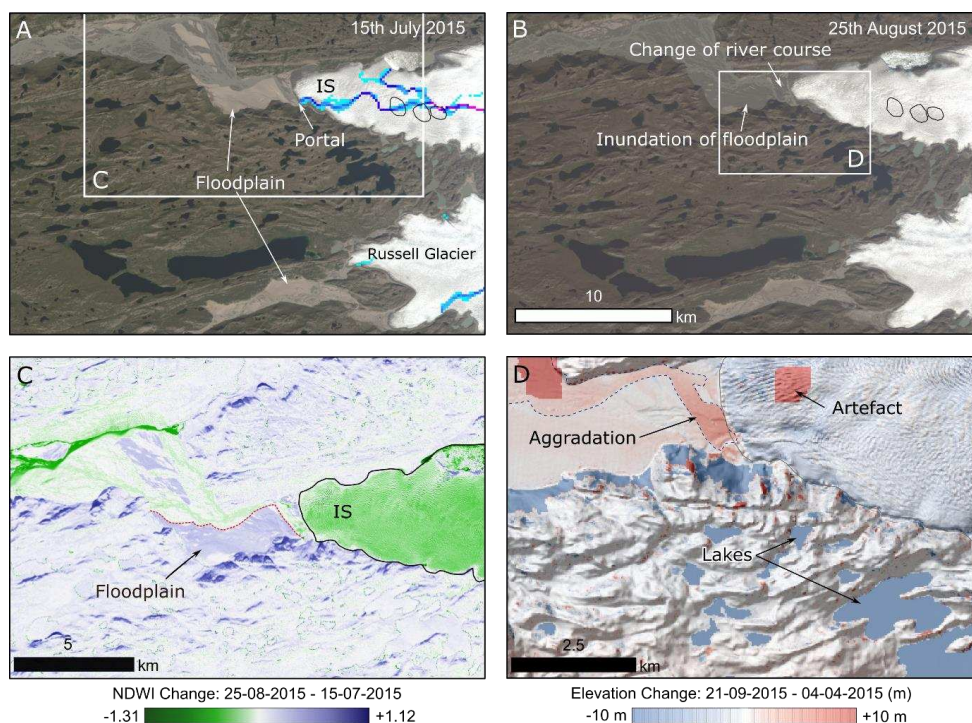 A
15th July 2015
IS
Portal
C
Floodplain
Russell Glacier
B
25th August 2015
Change of river course
Inundation of floodplain
D
10
km
C
IS
Floodplain
5
km
NDWI Change: 25-08-2015 - 15-07-2015
-1.31
+1.12
D
Aggradation
Artefact
Lakes
2.5
km
Elevation Change: 21-09-2015 - 04-04-2015 (m)
-10 m
+10 m